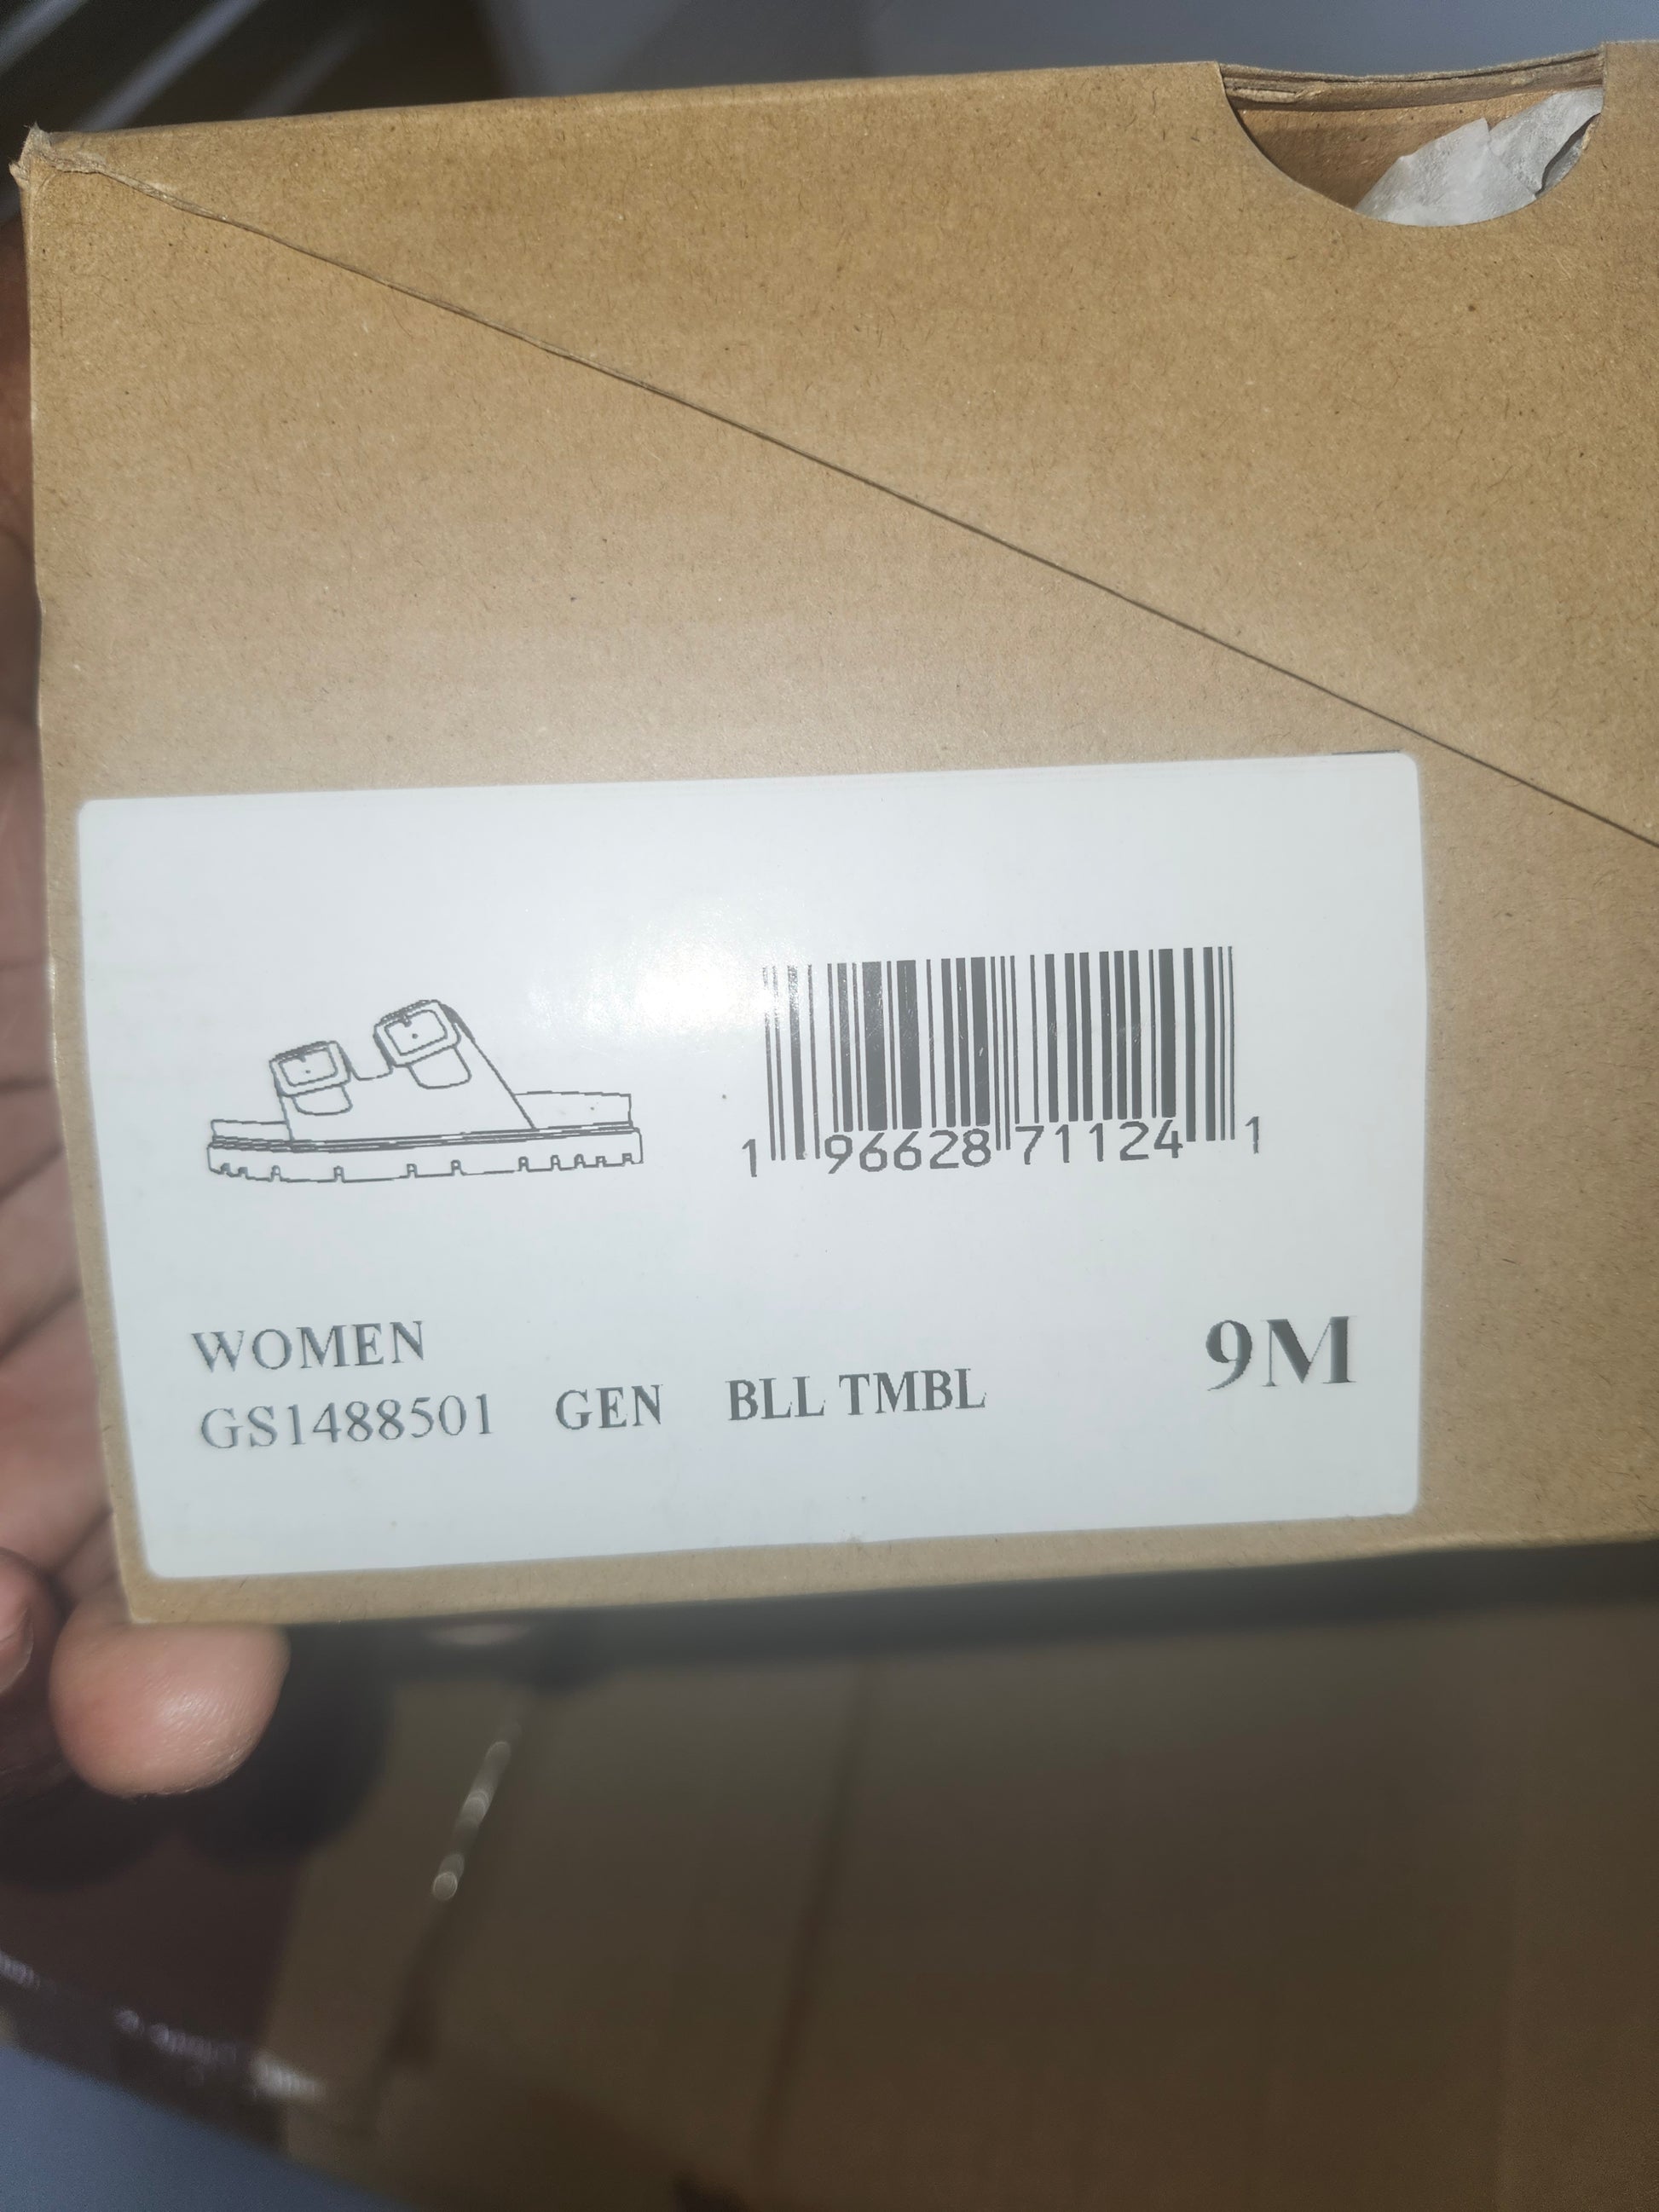 1 96628 71124 1
WOMEN
GS1488501 GEN BLL TMBL
9M